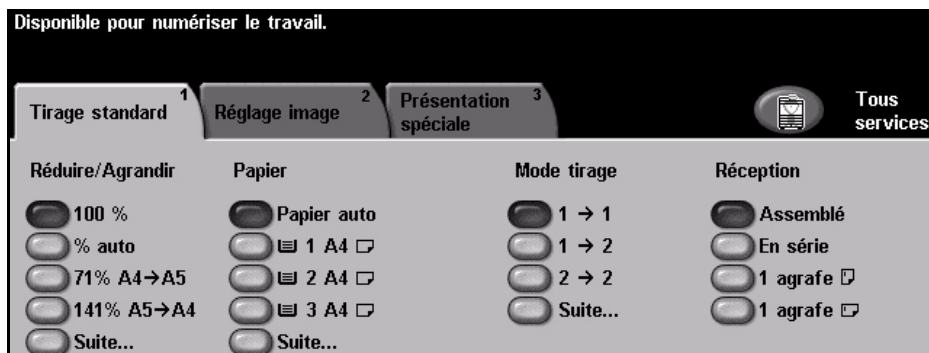 Disponible pour numériser le travail.
Tirage standard 1
Réglage image 2
Présentation 3
spéciale
Tous
services
Réduire/Agrandir
100 %
% auto
71% A4→A5
141% A5→A4
Suite...
Papier
Papier auto
1 A4
2 A4
3 A4
Suite...
Mode tirage
1 → 1
1 → 2
2 → 2
Suite...
Réception
Assemblé
En série
1 agrafe
1 agrafe